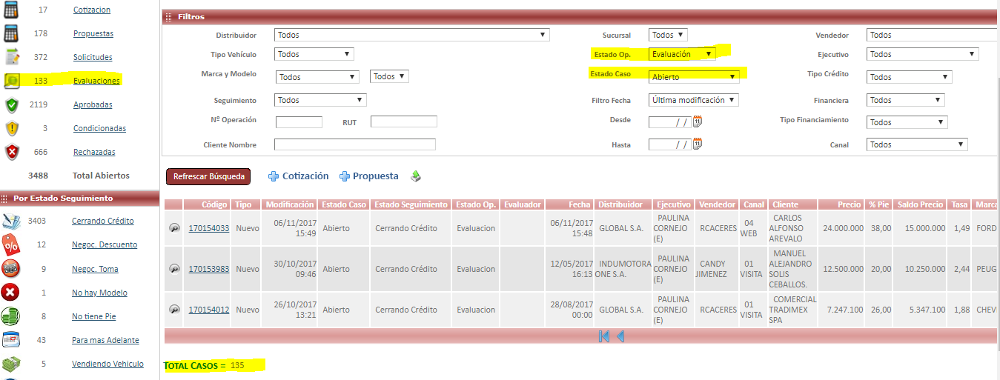 17 Cotizacion
178 Propuestas
372 Solicitudes
133 Evaluaciones
2119 Aprobadas
3 Condicionadas
666 Rechazadas
3488 Total Abiertos
Por Estado Seguimiento
3403 Cerrando Crédito
12 Negoc. Descuento
9 Negoc. Toma
1 No hay Modelo
8 No tiene Pie
43 Para mas Adelante
5 Vendiendo Vehiculo
Filtros
Distribuidor Todos Sucursal Todos Vendedor Todos
Tipo Vehículo Todos Estado Op. Evaluación Ejecutivo Todos
Marca y Modelo Todos Todos Estado Caso Abierto Tipo Crédito Todos
Seguimiento Todos Filtro Fecha Última modificación Financiera Todos
Nº Operación RUT Desde / / 11 Tipo Financiamiento Todos
Cliente Nombre Hasta / / 11 Canal Todos
Refrescar Búsqueda Cotización Propuesta
Código Tipo Modificación Estado Caso Estado Seguimiento Estado Op. Evaluador Fecha Distribuidor Ejecutivo Vendedor Canal Cliente Precio % Pie Saldo Precio Tasa Marca
170154033 Nuevo 06/11/2017 15:49 Abierto Cerrando Crédito Evaluacion 06/11/2017 15:48 GLOBAL S.A. PAULINA CORNEJO (E) RCACERES 04 WEB CARLOS ALFONSO AREVALO 24.000.000 38,00 15.000.000 1,49 FORD
170153983 Nuevo 30/10/2017 09:46 Abierto Cerrando Crédito Evaluacion 12/05/2017 16:13 INDUMOTORA ONE S.A. PAULINA CORNEJO (E) CANDY JIMENEZ 01 VISITA MANUEL ALEJANDRO SOLIS CEBALLOS. 12.500.000 20,00 10.250.000 2,44 PEUG
170154012 Nuevo 26/10/2017 13:21 Abierto Cerrando Crédito Evaluacion 28/08/2017 00:00 GLOBAL S.A. PAULINA CORNEJO (E) RCACERES 01 VISITA COMERCIAL TRADIMEX SPA 7.247.100 26,00 5.347.100 1,88 CHEV
TOTAL CASOS = 135